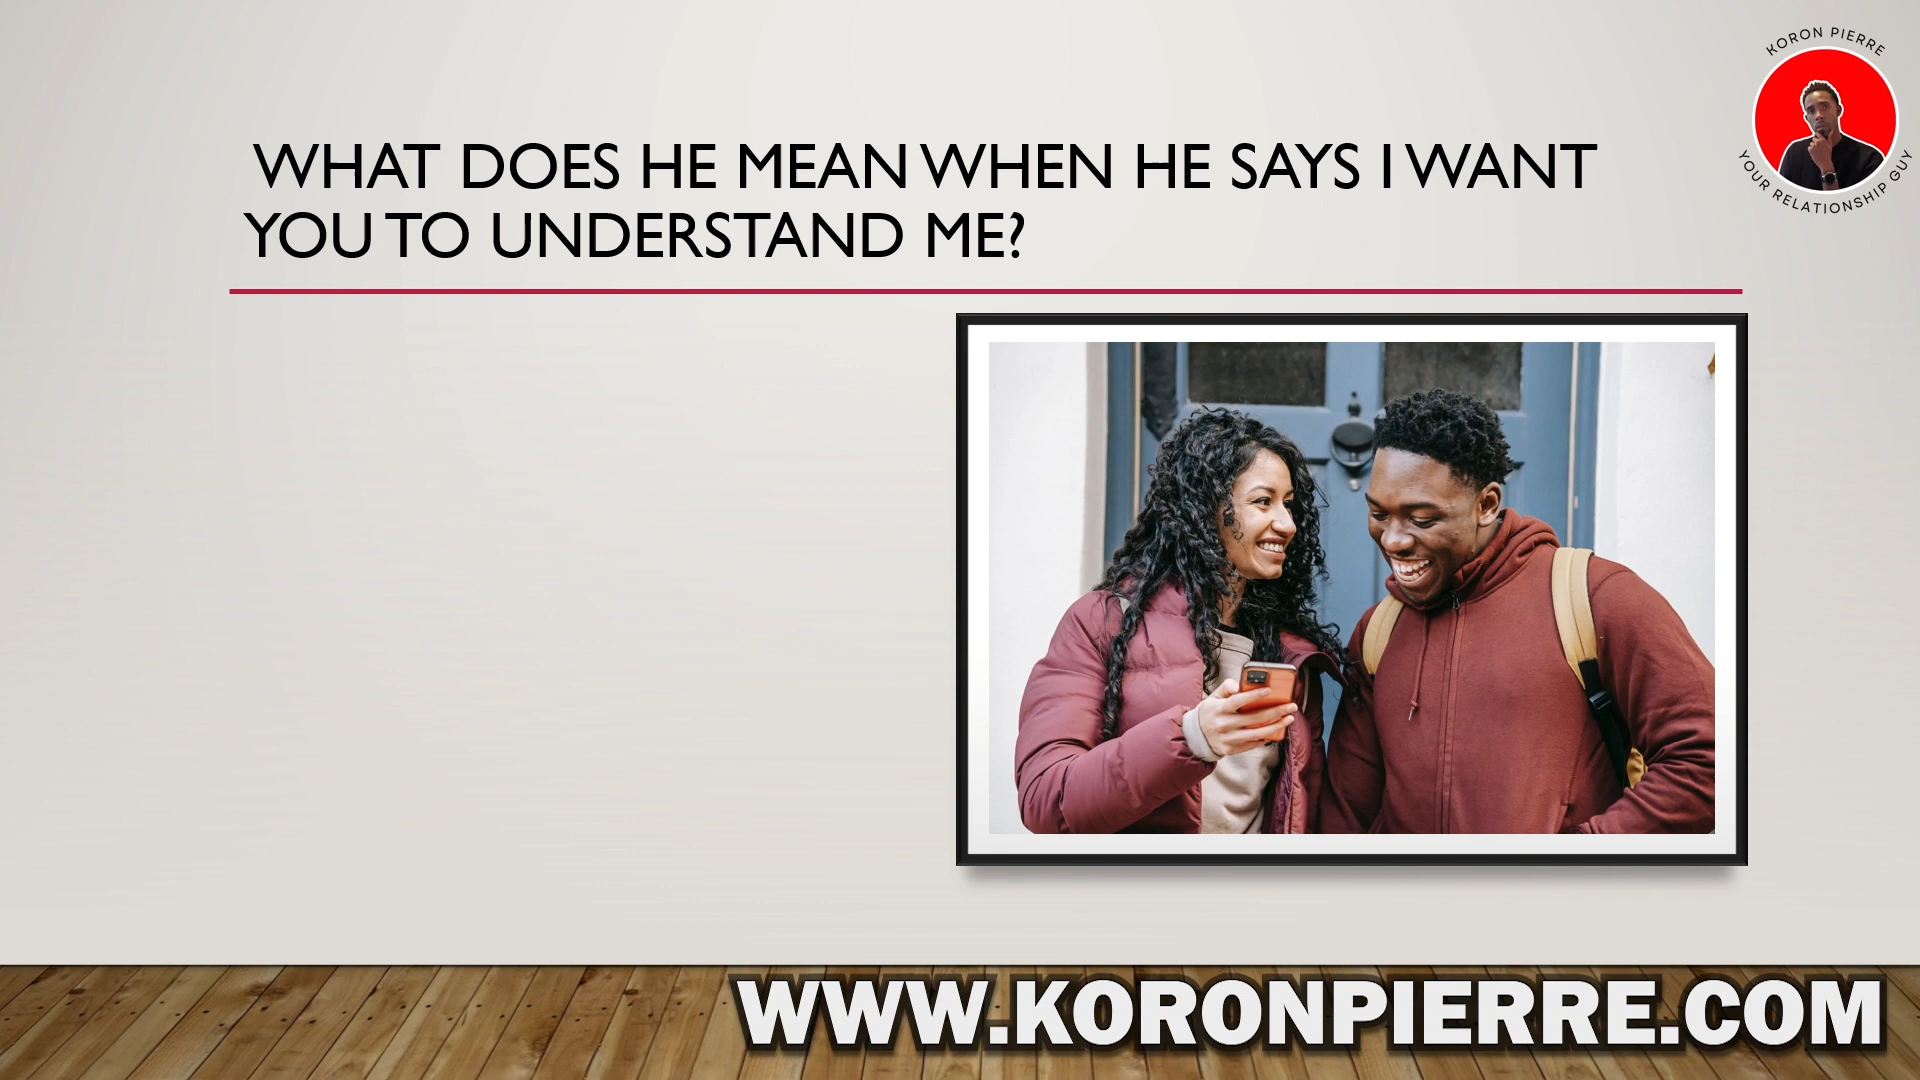 KORON PIERRE
YOUR RELATIONSHIP GUY
WHAT DOES HE MEAN WHEN HE SAYS I WANT
YOU TO UNDERSTAND ME?
WWW.KORONPIERRE.COM